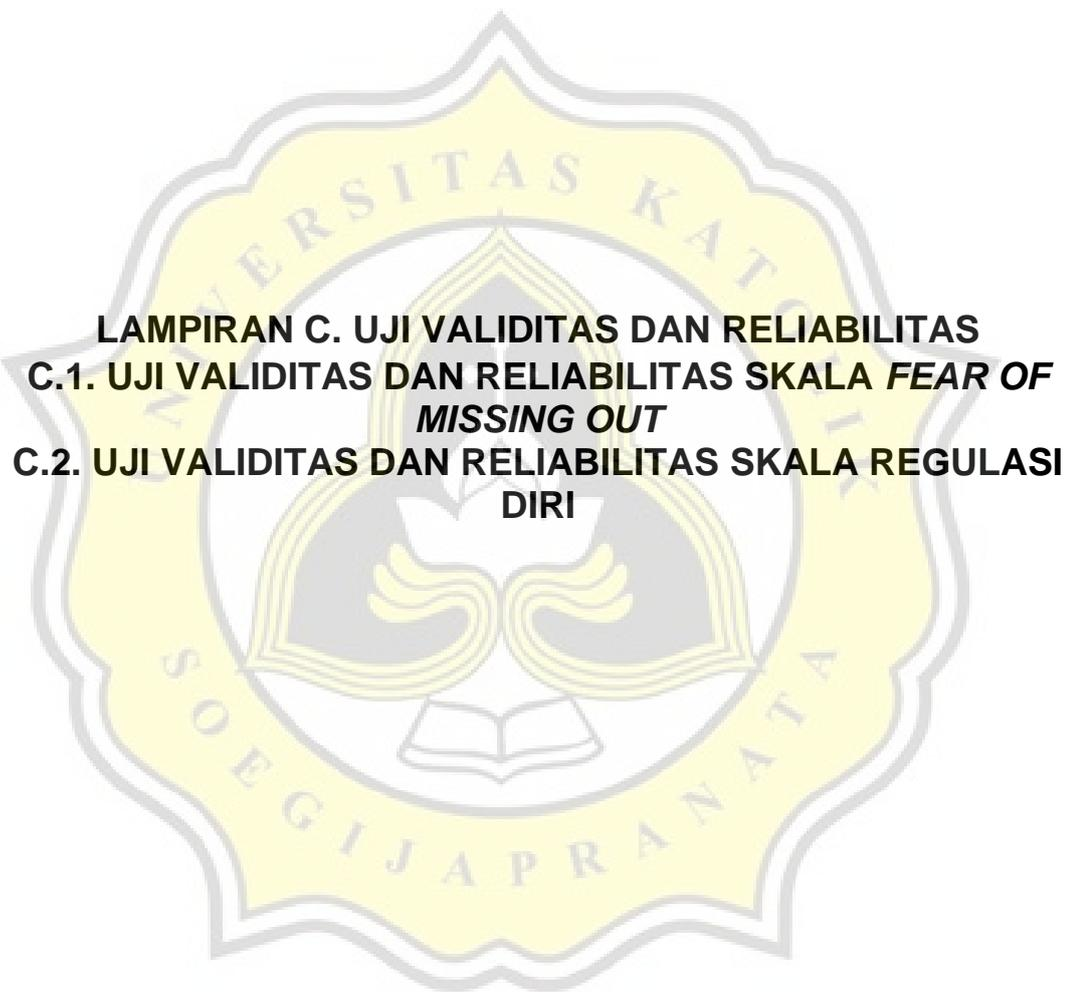 LAMPIRAN C. UJI VALIDITAS DAN RELIABILITAS
C.1. UJI VALIDITAS DAN RELIABILITAS SKALA FEAR OF
MISSING OUT
C.2. UJI VALIDITAS DAN RELIABILITAS SKALA REGULASI
DIRI
UNIVERSITAS KATOLIK
SOEGIJAPRANATA